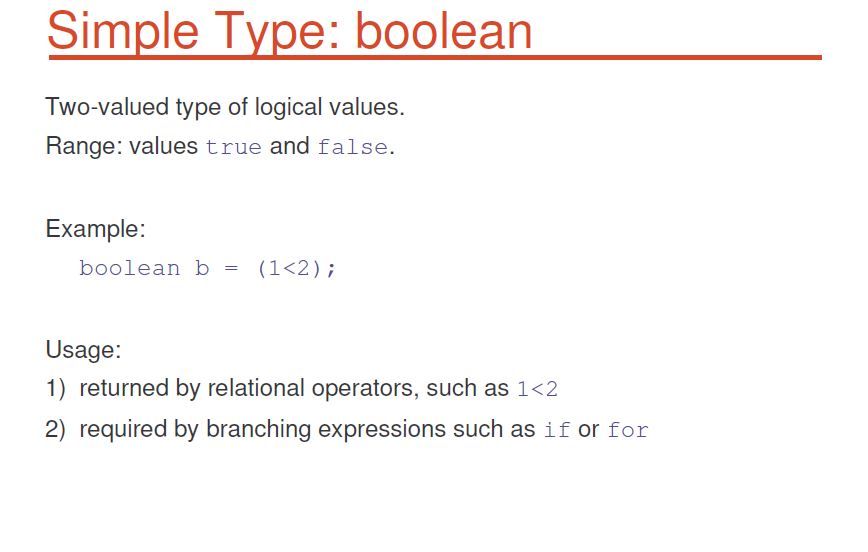 Simple Type: boolean
Two-valued type of logical values.
Range: values true and false.
Example:
boolean b = (1<2);
Usage:
1) returned by relational operators, such as 1<2
2) required by branching expressions such as if or for